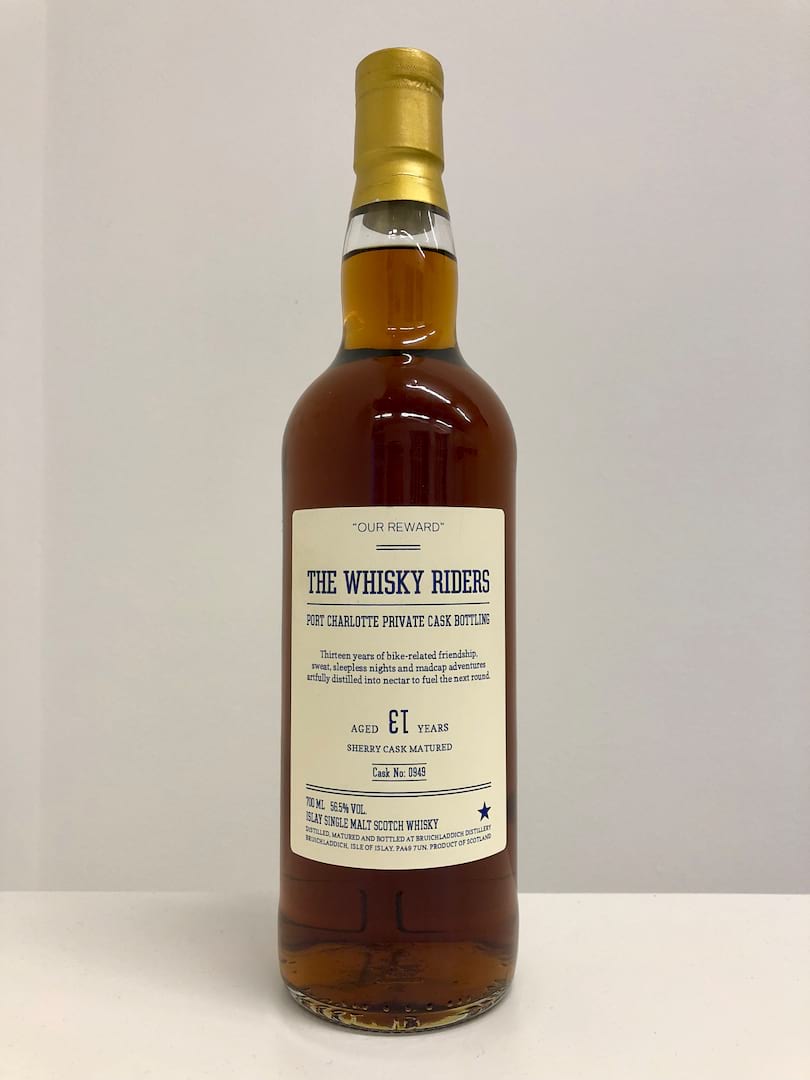 "OUR REWARD"
THE WHISKY RIDERS
PORT CHARLOTTE PRIVATE CASK BOTTLING
Thirteen years of bike-related friendship,
sweat, sleepless nights and madcap adventures
artfully distilled into nectar to fuel the next round.
AGED 13 YEARS
SHERRY CASK MATURED
Cask No: 0949
700 ML 56.5% VOL.
ISLAY SINGLE MALT SCOTCH WHISKY
DISTILLED, MATURED AND BOTTLED AT BRUICHLADDICH DISTILLERY
BRUICHLADDICH, ISLE OF ISLAY, PA49 7UN. PRODUCT OF SCOTLAND